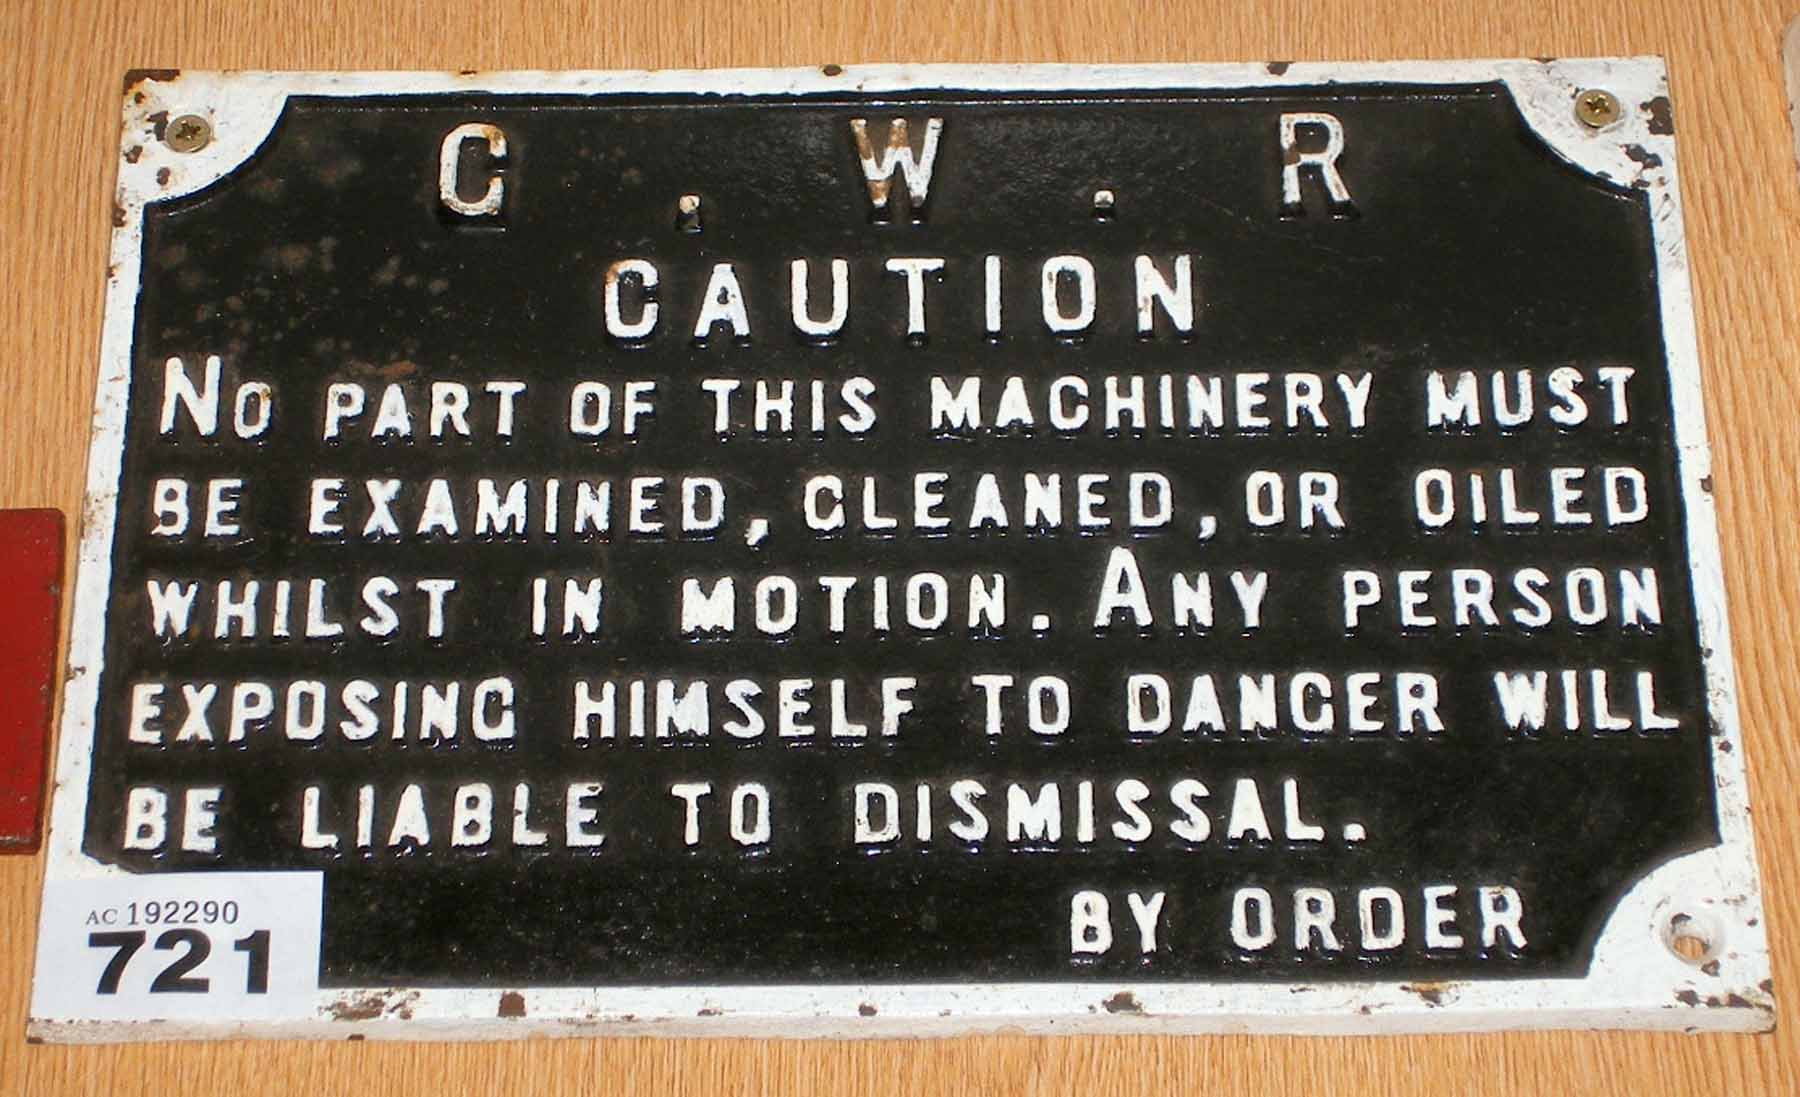 G . W . R
CAUTION
NO PART OF THIS MACHINERY MUST
BE EXAMINED, CLEANED, OR OILED
WHILST IN MOTION. ANY PERSON
EXPOSING HIMSELF TO DANGER WILL
BE LIABLE TO DISMISSAL.
BY ORDER
AC 192290
721